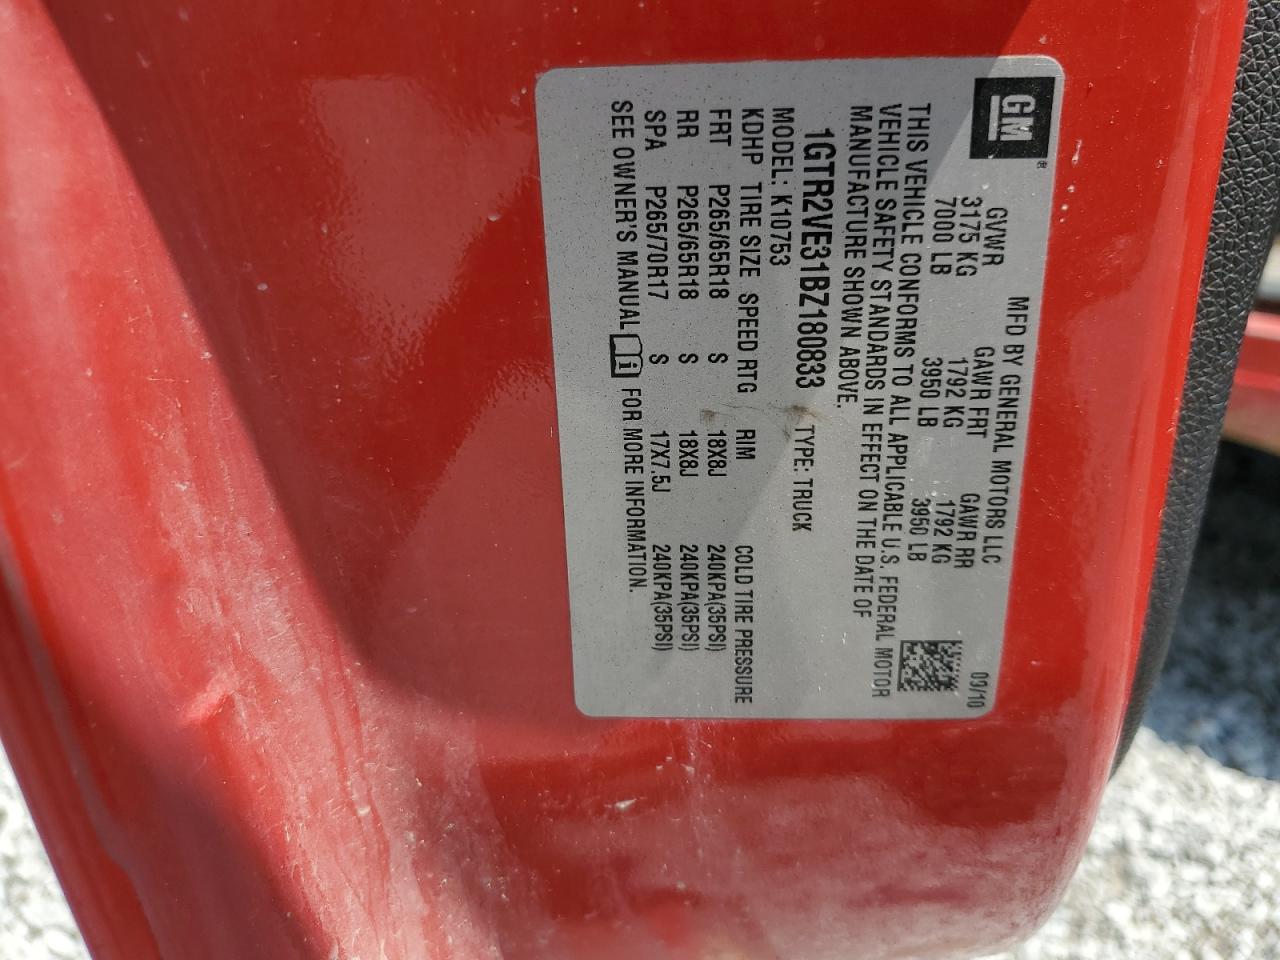 GM®
MFD BY GENERAL MOTORS LLC 09/10
GVWR GAWR FRT GAWR RR
3175 KG 1792 KG 1792 KG
7000 LB 3950 LB 3950 LB
THIS VEHICLE CONFORMS TO ALL APPLICABLE U.S. FEDERAL MOTOR
VEHICLE SAFETY STANDARDS IN EFFECT ON THE DATE OF
MANUFACTURE SHOWN ABOVE.
1GTR2VE31BZ180833 TYPE: TRUCK
MODEL: K10753
KDHP TIRE SIZE SPEED RTG RIM COLD TIRE PRESSURE
FRT P265/65R18 S 18X8J 240KPA(35PSI)
RR P265/65R18 S 18X8J 240KPA(35PSI)
SPA P265/70R17 S 17X7.5J 240KPA(35PSI)
SEE OWNER'S MANUAL i FOR MORE INFORMATION.